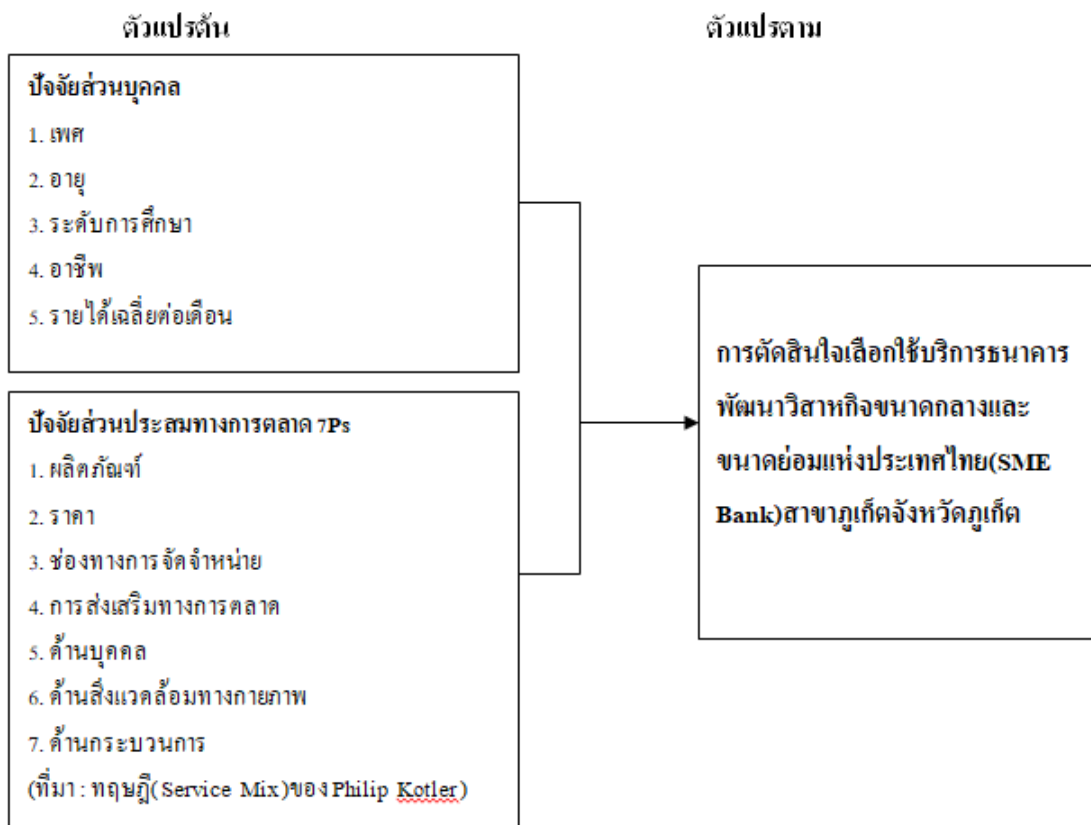 ตัวแปรต้น
ตัวแปรตาม
ปัจจัยส่วนบุคคล
1. เพศ
2. อายุ
3. ระดับการศึกษา
4. อาชีพ
5. รายได้เฉลี่ยต่อเดือน
ปัจจัยส่วนประสมทางการตลาด 7Ps
1. ผลิตภัณฑ์
2. ราคา
3. ช่องทางการจัดจำหน่าย
4. การส่งเสริมทางการตลาด
5. ด้านบุคคล
6. ด้านสิ่งแวดล้อมทางกายภาพ
7. ด้านกระบวนการ
(ที่มา : ทฤษฎี( Service Mix)ของ Philip Kotler)
การตัดสินใจเลือกใช้บริการธนาคาร
พัฒนาวิสาหกิจขนาดกลางและ
ขนาดย่อมแห่งประเทศไทย(SME
Bank)สาขาภูเก็ตจังหวัดภูเก็ต